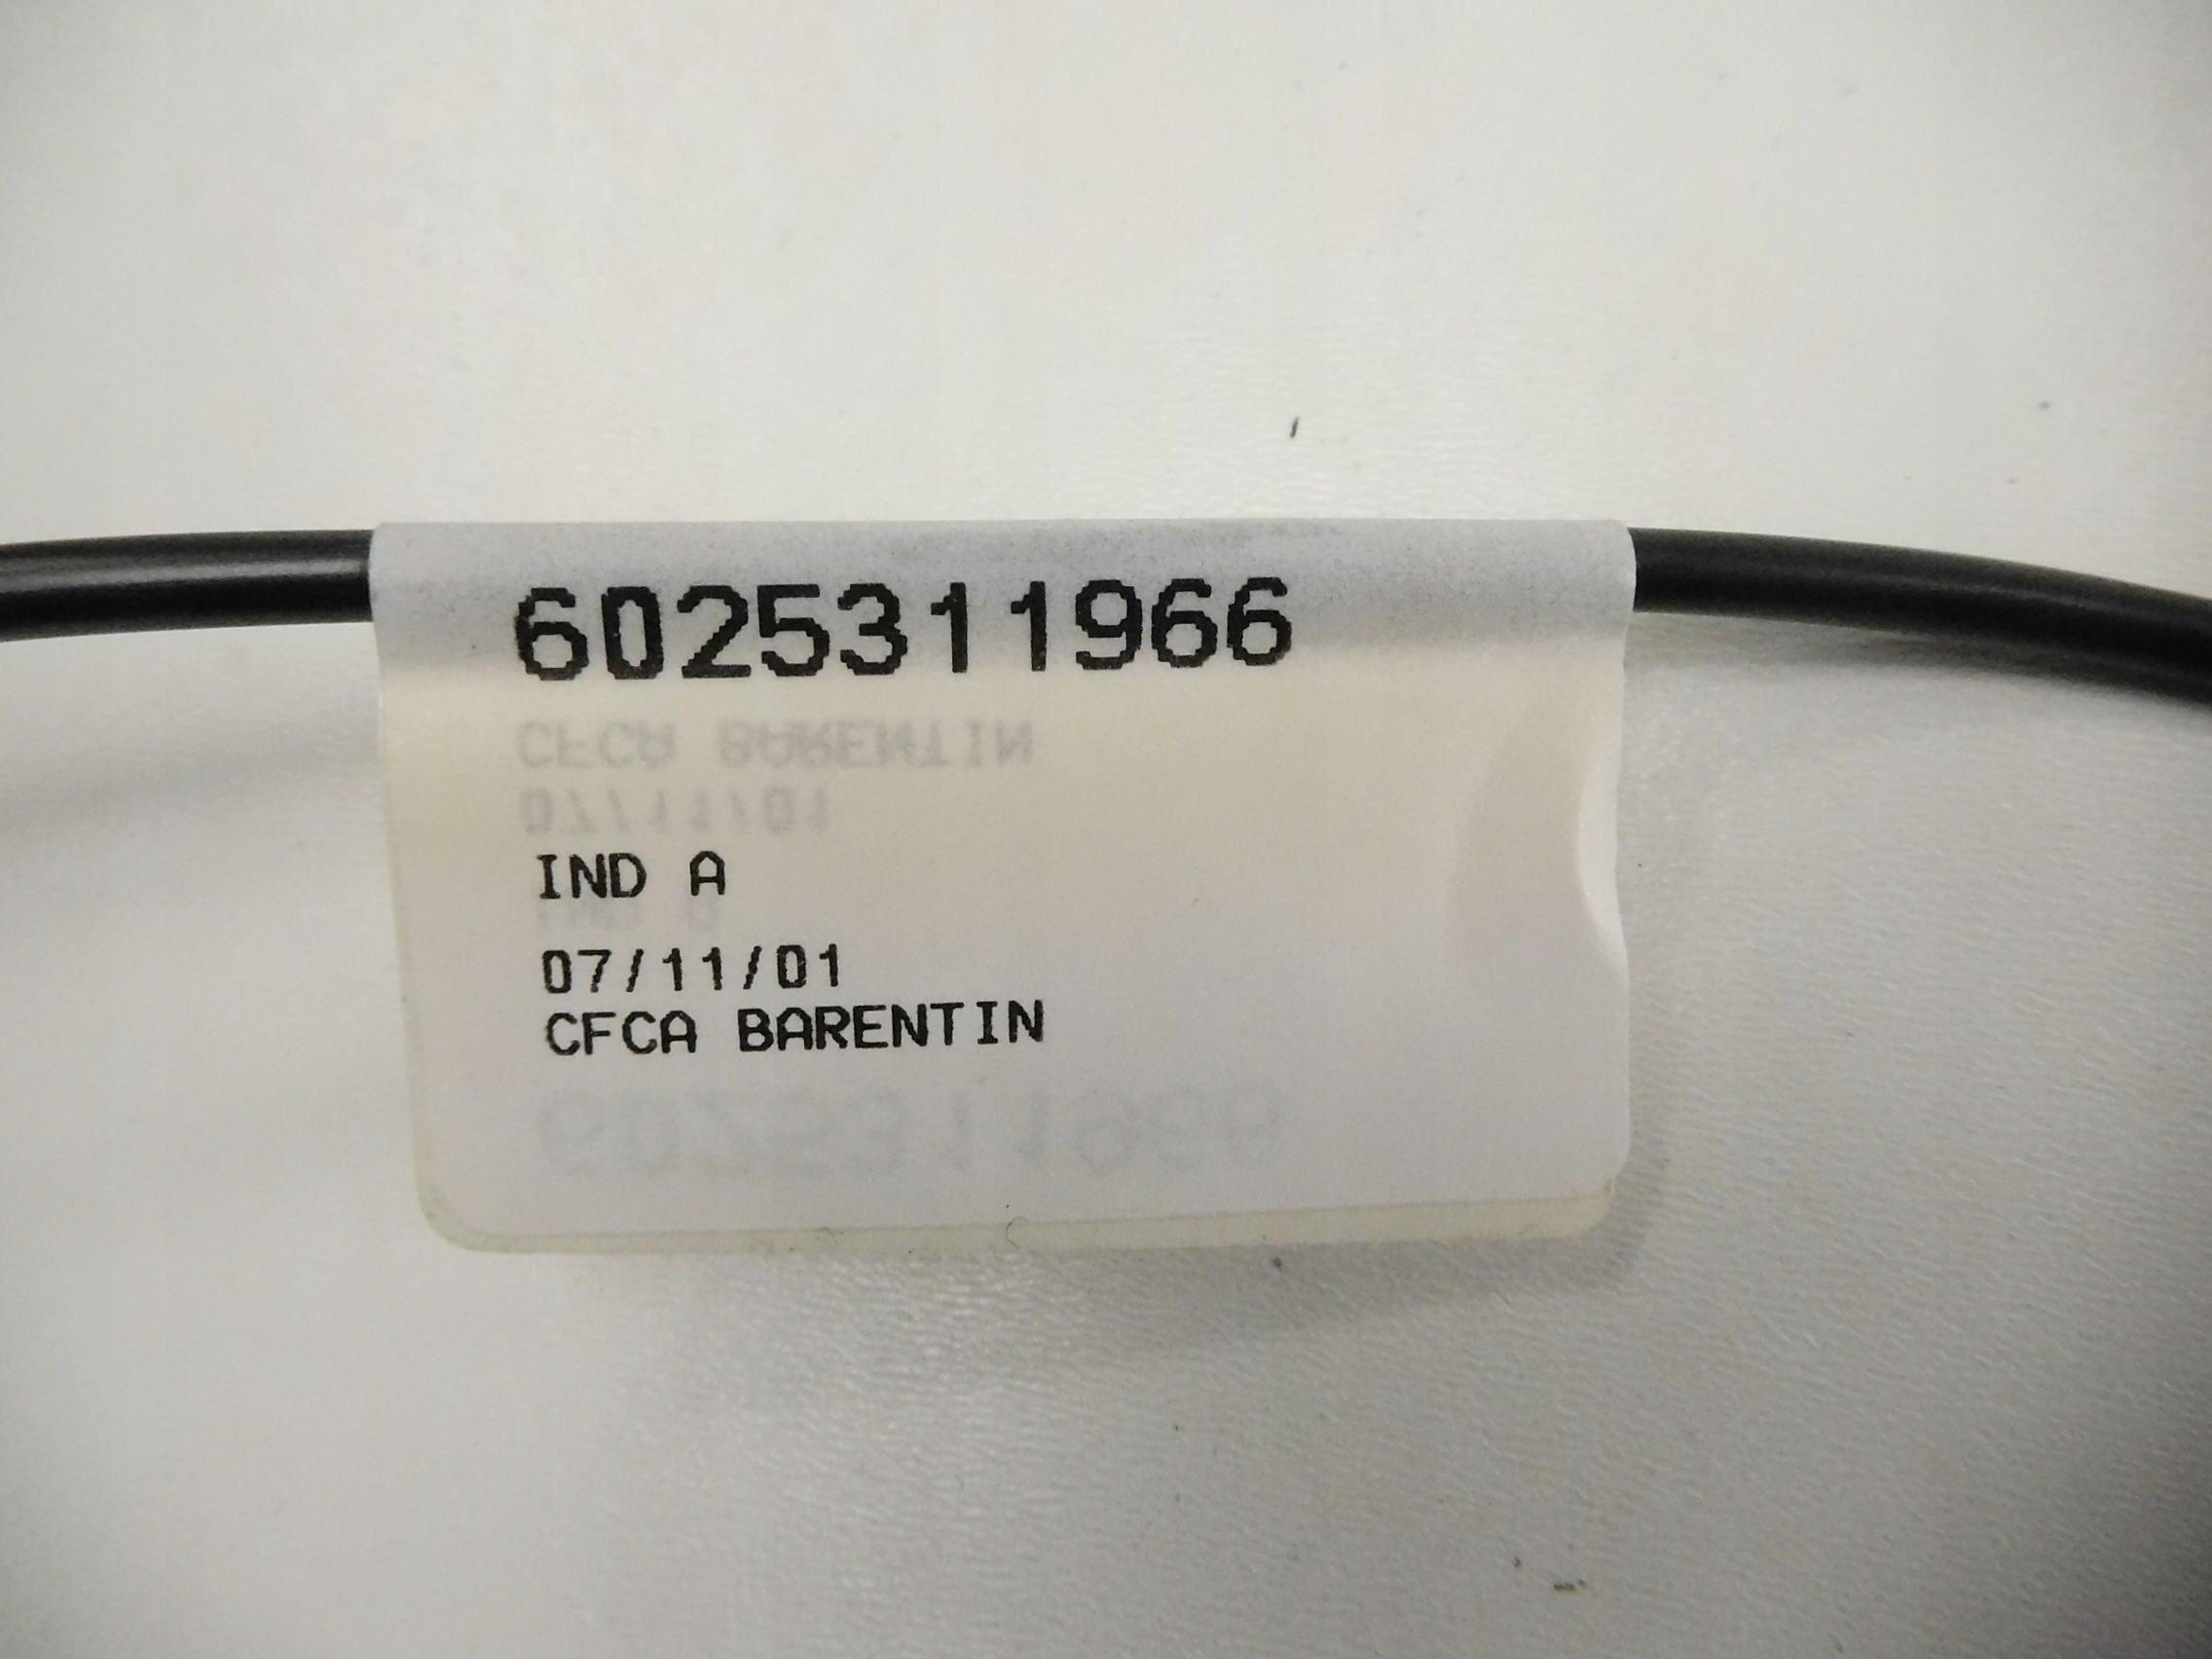 6025311966
IND A
07/11/01
CFCA BARENTIN